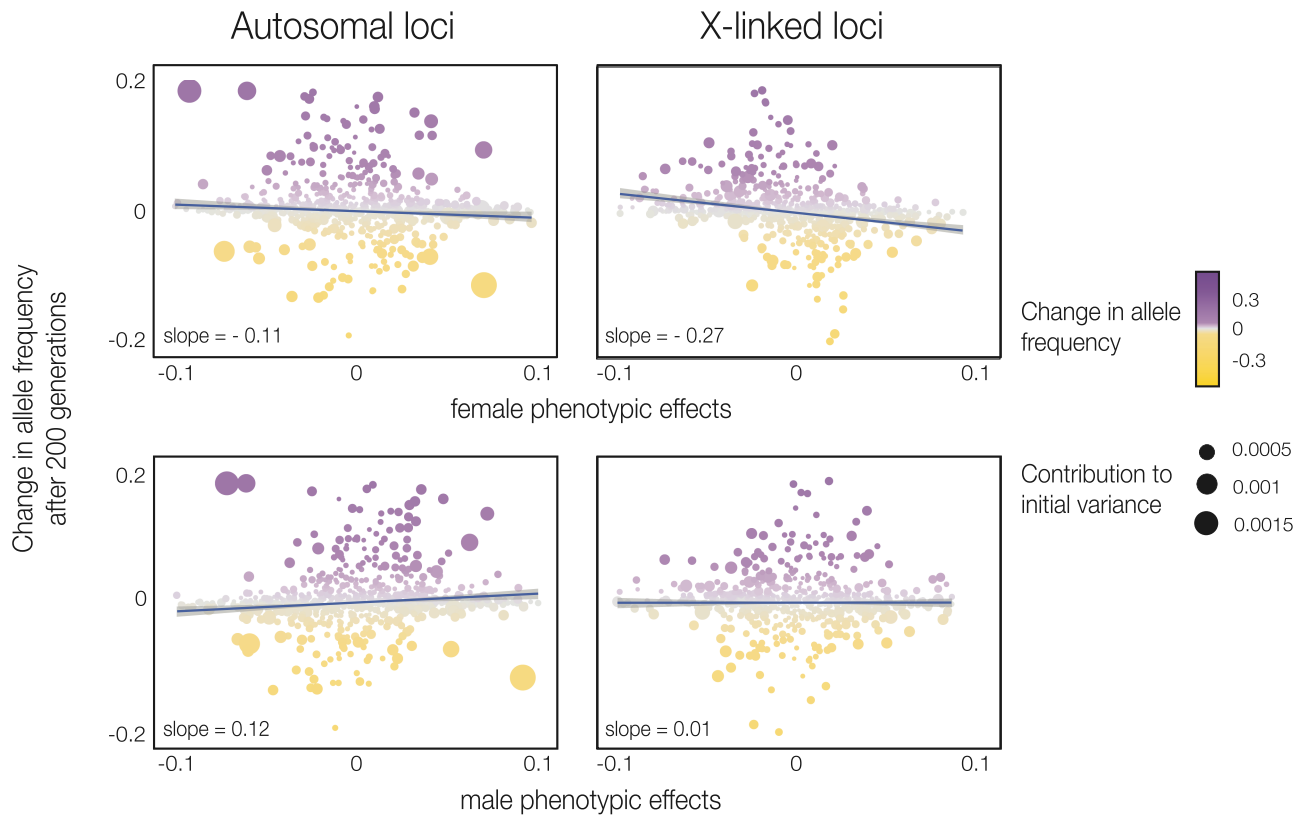 Autosomal loci
X-linked loci
Change in allele frequency
after 200 generations
0.2
0
-0.2
slope = - 0.11
slope = - 0.27
-0.1
0
0.1
-0.1
0
0.1
female phenotypic effects
Change in allele
frequency
0.3
0
-0.3
0.2
0
-0.2
slope = 0.12
slope = 0.01
-0.1
0
0.1
-0.1
0
0.1
male phenotypic effects
Contribution to
initial variance
0.0005
0.001
0.0015